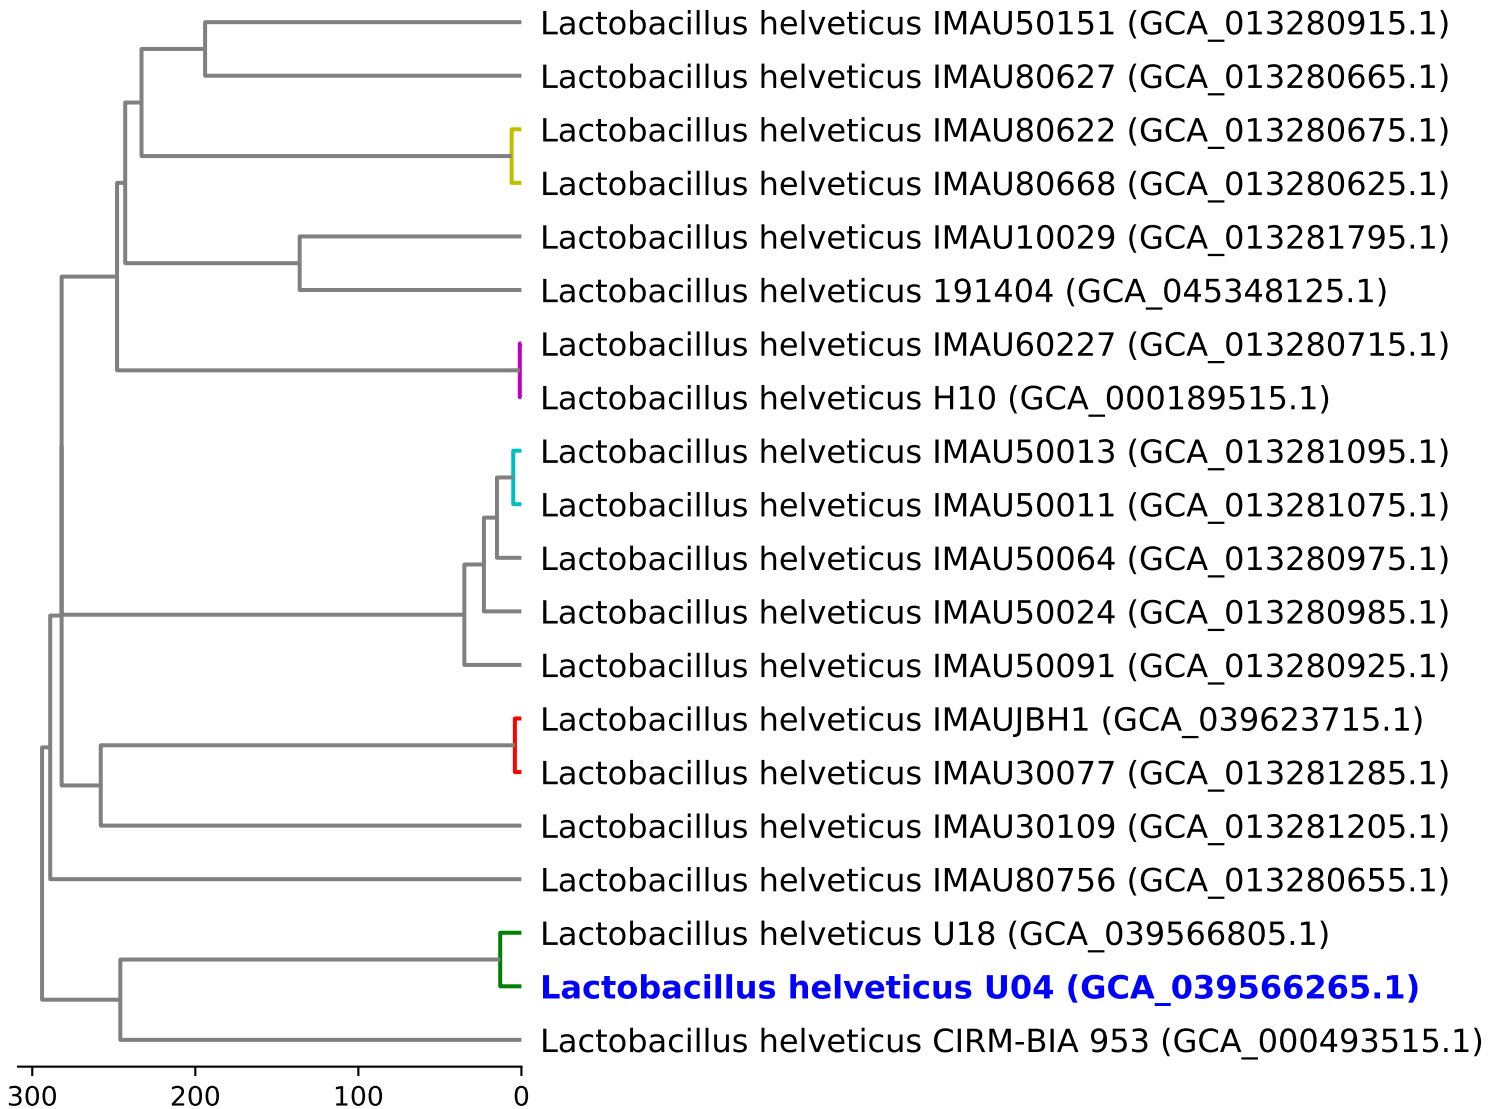 Lactobacillus helveticus IMAU50151 (GCA_013280915.1)
Lactobacillus helveticus IMAU80627 (GCA_013280665.1)
Lactobacillus helveticus IMAU80622 (GCA_013280675.1)
Lactobacillus helveticus IMAU80668 (GCA_013280625.1)
Lactobacillus helveticus IMAU10029 (GCA_013281795.1)
Lactobacillus helveticus 191404 (GCA_045348125.1)
Lactobacillus helveticus IMAU60227 (GCA_013280715.1)
Lactobacillus helveticus H10 (GCA_000189515.1)
Lactobacillus helveticus IMAU50013 (GCA_013281095.1)
Lactobacillus helveticus IMAU50011 (GCA_013281075.1)
Lactobacillus helveticus IMAU50064 (GCA_013280975.1)
Lactobacillus helveticus IMAU50024 (GCA_013280985.1)
Lactobacillus helveticus IMAU50091 (GCA_013280925.1)
Lactobacillus helveticus IMAUJBH1 (GCA_039623715.1)
Lactobacillus helveticus IMAU30077 (GCA_013281285.1)
Lactobacillus helveticus IMAU30109 (GCA_013281205.1)
Lactobacillus helveticus IMAU80756 (GCA_013280655.1)
Lactobacillus helveticus U18 (GCA_039566805.1)
Lactobacillus helveticus U04 (GCA_039566265.1)
Lactobacillus helveticus CIRM-BIA 953 (GCA_000493515.1)
300 200 100 0